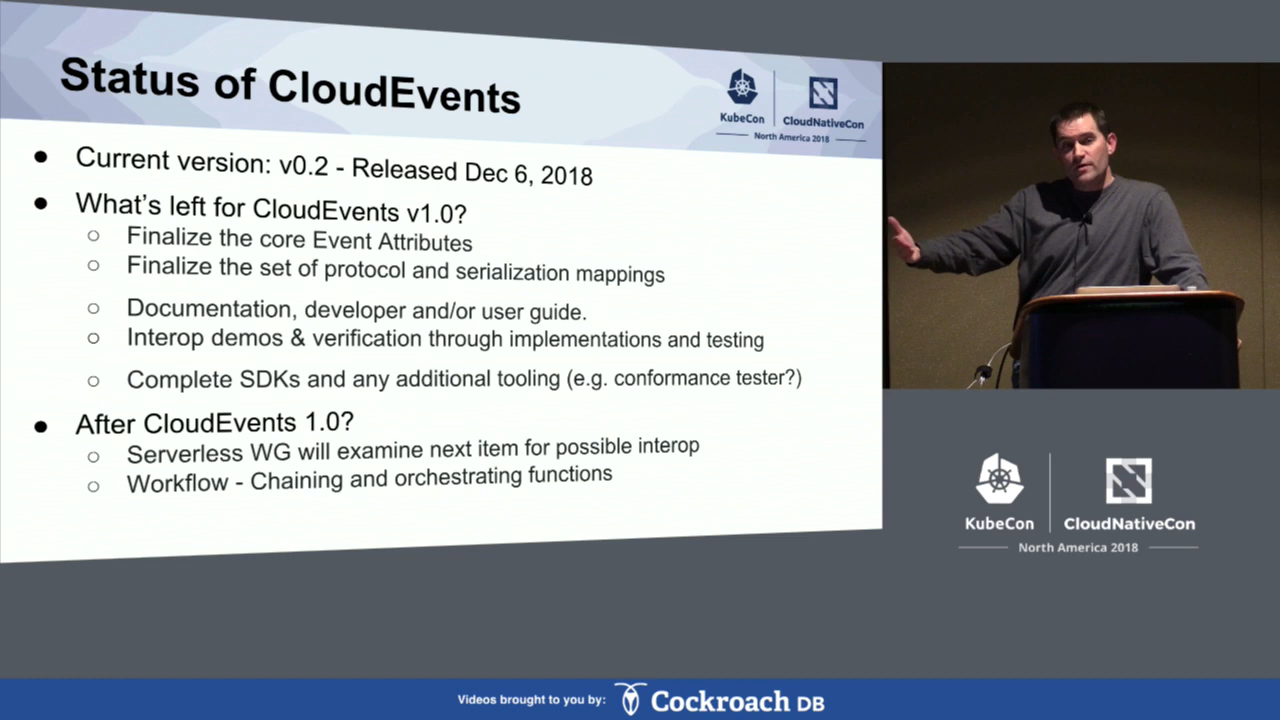 Status of CloudEvents
KubeCon
CloudNativeCon
North America 2018
● Current version: v0.2 - Released Dec 6, 2018
● What's left for CloudEvents v1.0?
○ Finalize the core Event Attributes
○ Finalize the set of protocol and serialization mappings
○ Documentation, developer and/or user guide.
○ Interop demos & verification through implementations and testing
○ Complete SDKs and any additional tooling (e.g. conformance tester?)
● After CloudEvents 1.0?
○ Serverless WG will examine next item for possible interop
○ Workflow - Chaining and orchestrating functions
KubeCon
CloudNativeCon
North America 2018
Videos brought to you by: Cockroach DB